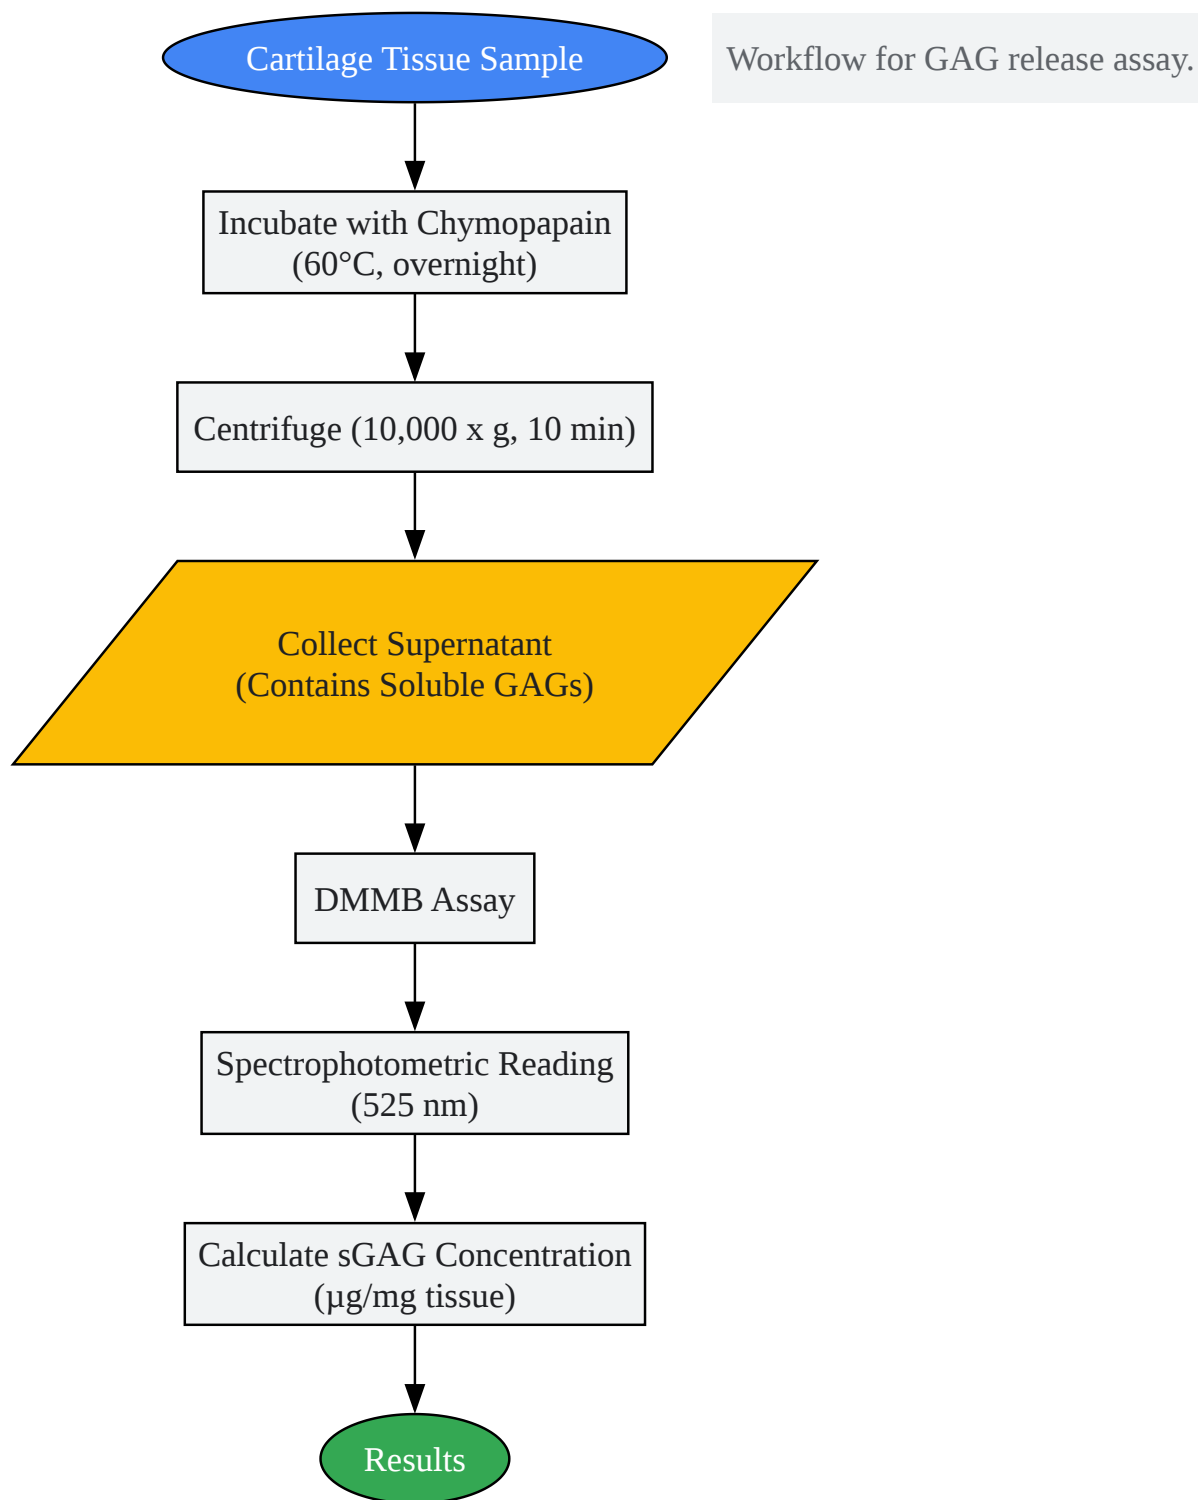 Cartilage Tissue Sample
Workflow for GAG release assay.
Incubate with Chymopapain
(60°C, overnight)
Centrifuge (10,000 x g, 10 min)
Collect Supernatant
(Contains Soluble GAGs)
DMMB Assay
Spectrophotometric Reading
(525 nm)
Calculate sGAG Concentration
(µg/mg tissue)
Results